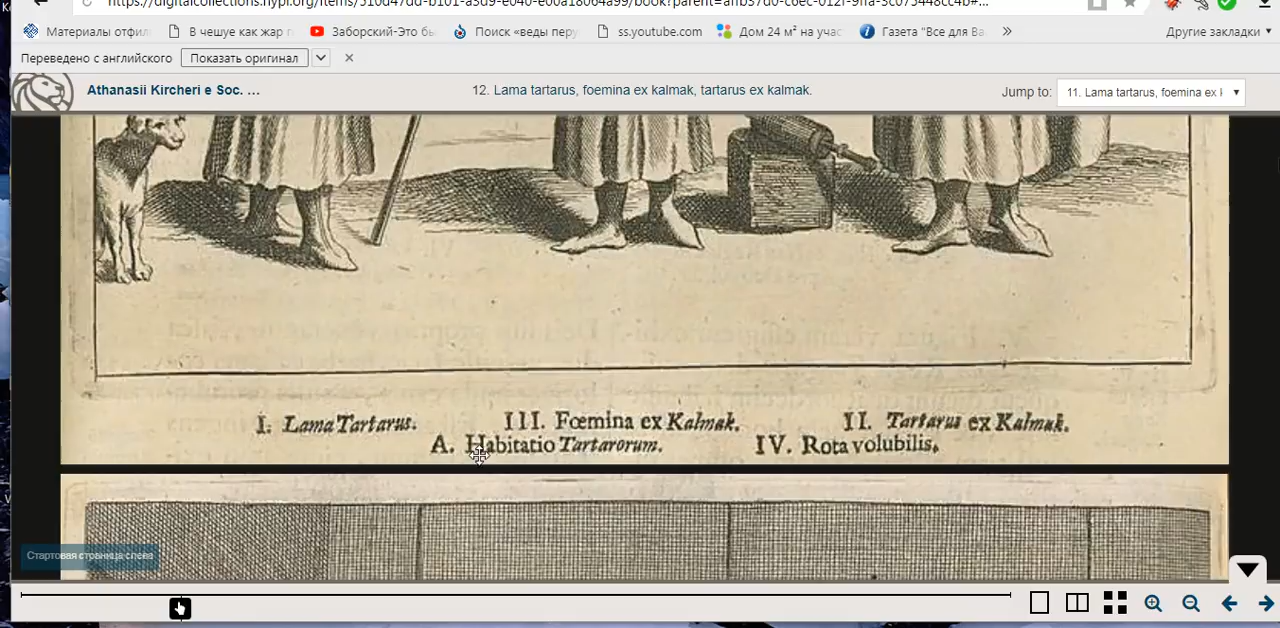 Материалы отфил
В чешуе как жар г
Заборский-Это бы
Поиск «веды перу
ss.youtube.com
Дом 24 м² на учас
Газета "Все для Ва
»
Другие закладки
Переведено с английского
Показать оригинал
Athanasii Kircheri e Soc. ...
12. Lama tartarus, foemina ex kalmak, tartarus ex kalmak.
Jump to:
11. Lama tartarus, foemina ex k
I. Lama Tartarus. III. Fœmina ex Kalmak. II. Tartarus ex Kalmak.
A. Habitatio Tartarorum. IV. Rota volubilis.
Стартовая страница слева